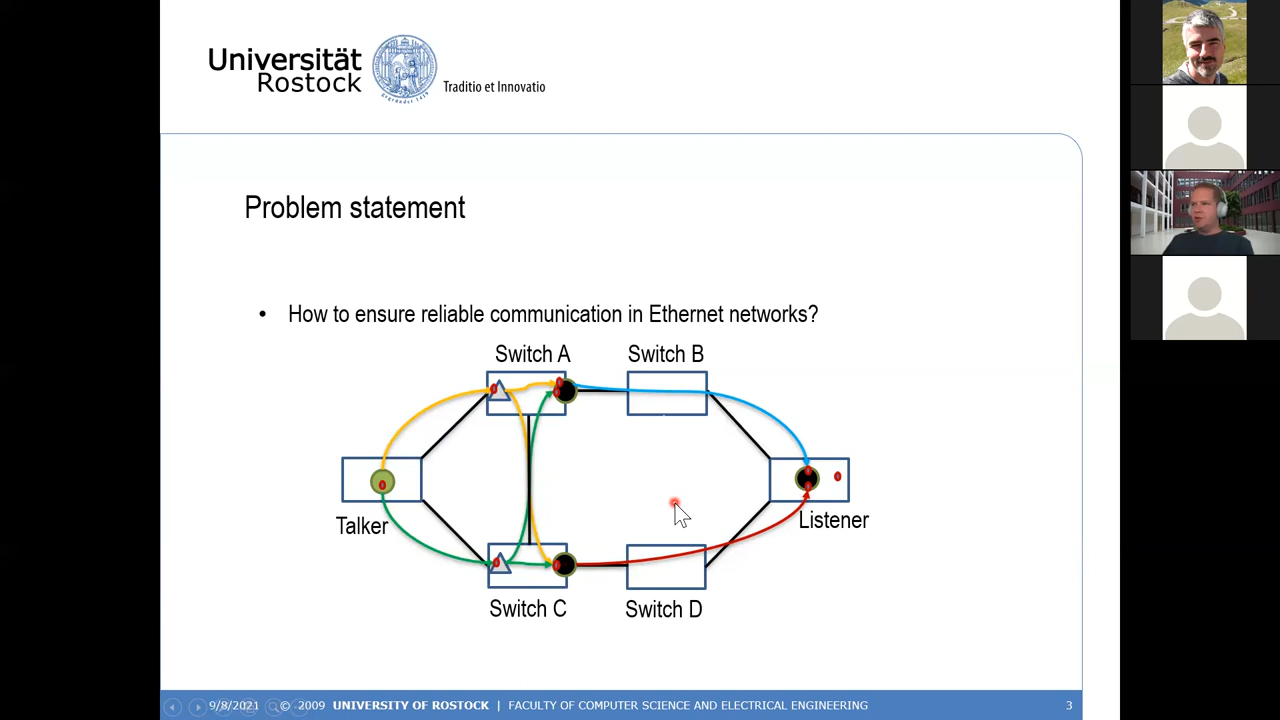 Universität
Rostock
Traditio et Innovatio
Problem statement
• How to ensure reliable communication in Ethernet networks?
Switch A
Switch B
Talker
Listener
Switch C
Switch D
9/8/2021 © 2009 UNIVERSITY OF ROSTOCK | FACULTY OF COMPUTER SCIENCE AND ELECTRICAL ENGINEERING 3